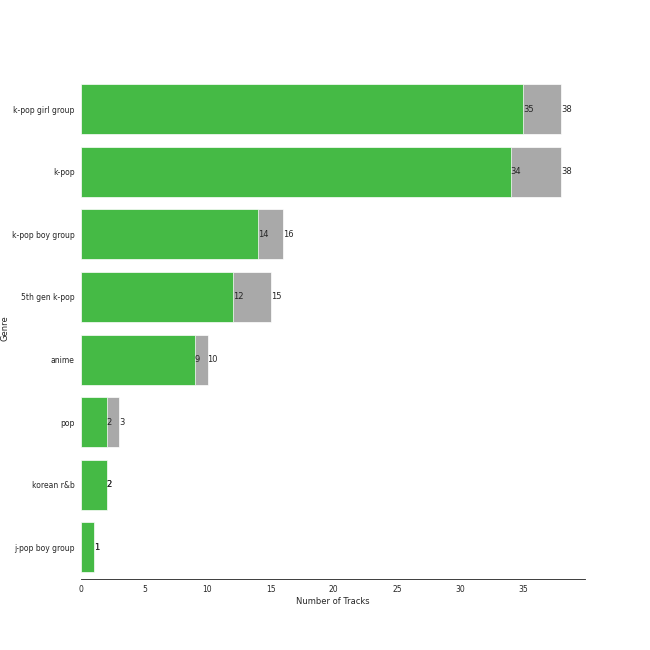 k-pop girl group 35 38
k-pop 34 38
k-pop boy group 14 16
5th gen k-pop 12 15
anime 9 10
pop 2 3
korean r&b 2
j-pop boy group 1
0 5 10 15 20 25 30 35
Number of Tracks
Genre